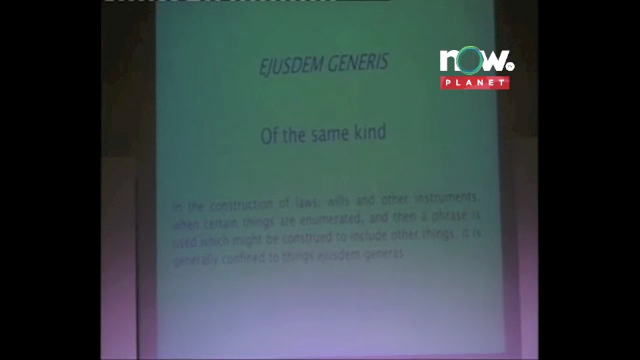 EJUSDEM GENERIS
now.
PLANET
Of the same kind
In the construction of laws, wills and other instruments,
when certain things are enumerated, and then a phrase is
used which might be construed to include other things, it is
generally confined to things ejusdem generas